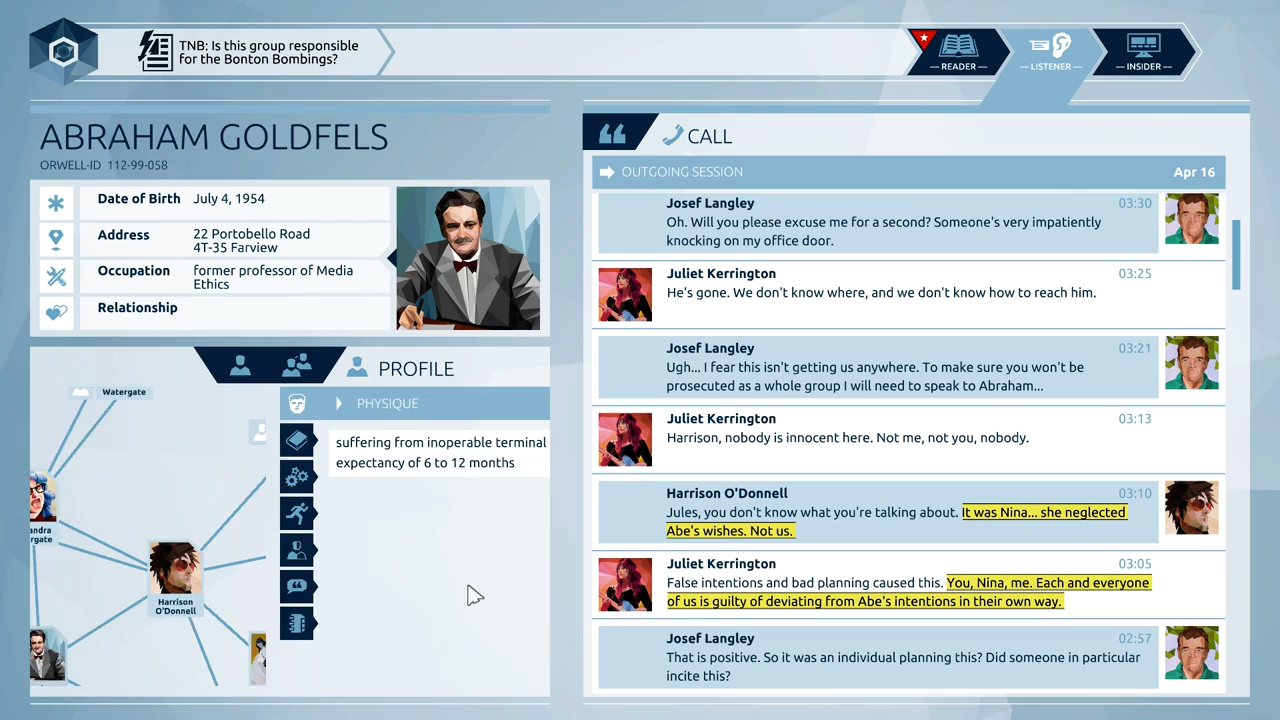 TNB: Is this group responsible
for the Bonton Bombings?
READER
LISTENER
INSIDER
ABRAHAM GOLDFELS
ORWELL-ID 112-99-058
Date of Birth July 4, 1954
Address 22 Portobello Road
4T-35 Farview
Occupation former professor of Media
Ethics
Relationship
PROFILE
Watergate
andra
rgate
Harrison
O'Donnell
PHYSIQUE
suffering from inoperable terminal
expectancy of 6 to 12 months
CALL
OUTGOING SESSION Apr 16
Josef Langley 03:30
Oh. Will you please excuse me for a second? Someone's very impatiently
knocking on my office door.
Juliet Kerrington 03:25
He's gone. We don't know where, and we don't know how to reach him.
Josef Langley 03:21
Ugh... I fear this isn't getting us anywhere. To make sure you won't be
prosecuted as a whole group I will need to speak to Abraham...
Juliet Kerrington 03:13
Harrison, nobody is innocent here. Not me, not you, nobody.
Harrison O'Donnell 03:10
Jules, you don't know what you're talking about. It was Nina... she neglected
Abe's wishes. Not us.
Juliet Kerrington 03:05
False intentions and bad planning caused this. You, Nina, me. Each and everyone
of us is guilty of deviating from Abe's intentions in their own way.
Josef Langley 02:57
That is positive. So it was an individual planning this? Did someone in particular
incite this?